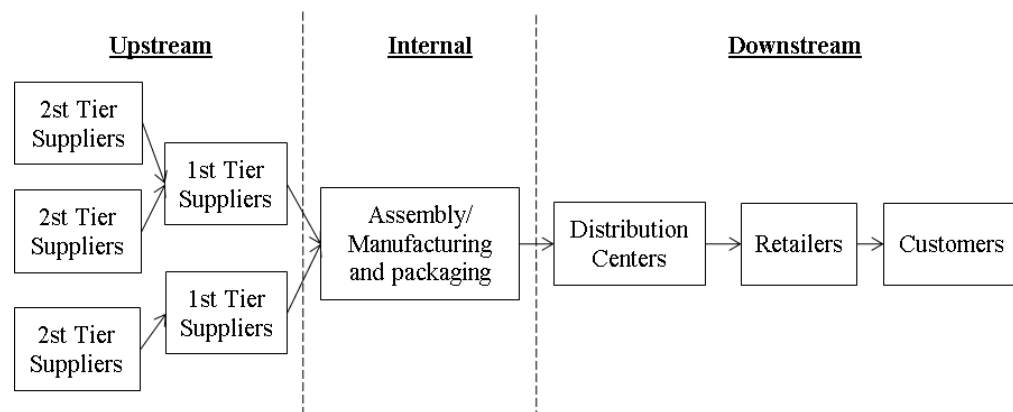 Upstream
Internal
Downstream
2st Tier
Suppliers
2st Tier
Suppliers
2st Tier
Suppliers
1st Tier
Suppliers
1st Tier
Suppliers
Assembly/
Manufacturing
and packaging
Distribution
Centers
Retailers
Customers